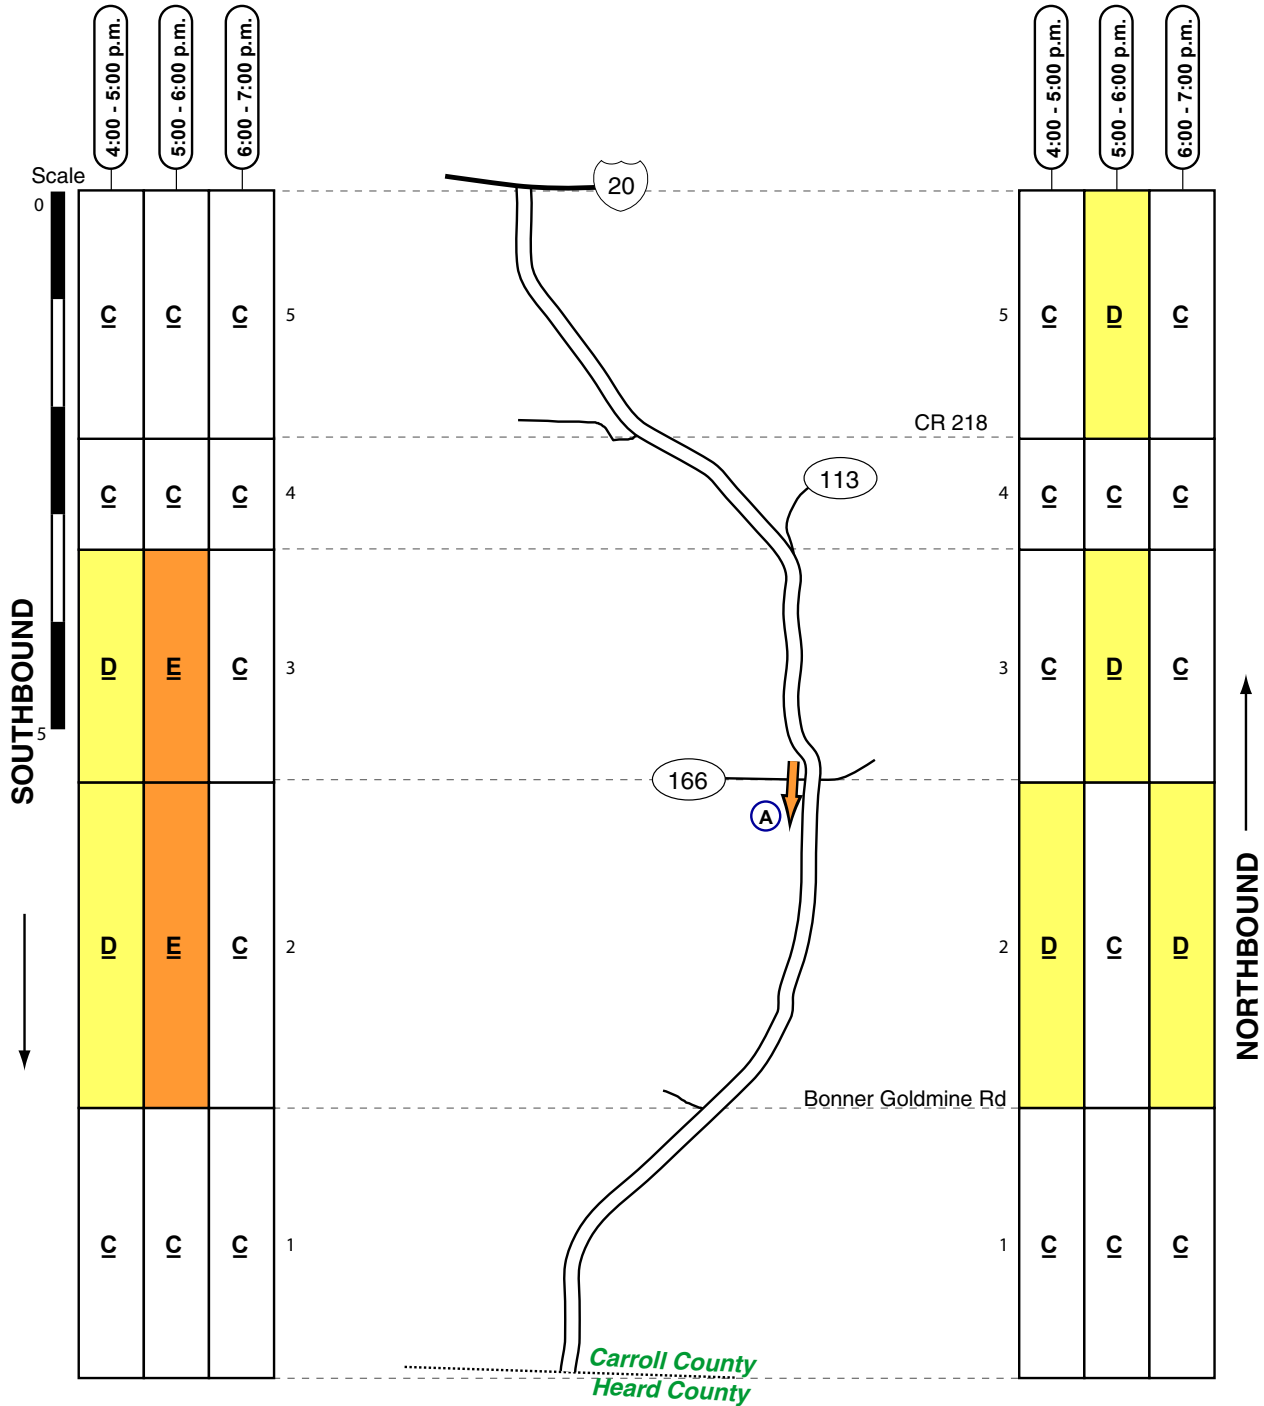 4:00 - 5:00 p.m.
5:00 - 6:00 p.m.
6:00 - 7:00 p.m.
4:00 - 5:00 p.m.
5:00 - 6:00 p.m.
6:00 - 7:00 p.m.
Scale
0
20
C C C 5
5 C D C
CR 218
113
C C C 4
4 C C C
D E C 3
3 C D C
5
SOUTHBOUND
166
A
D E C 2
2 D C D
NORTHBOUND
Bonner Goldmine Rd
C C C 1
1 C C C
Carroll County
Heard County